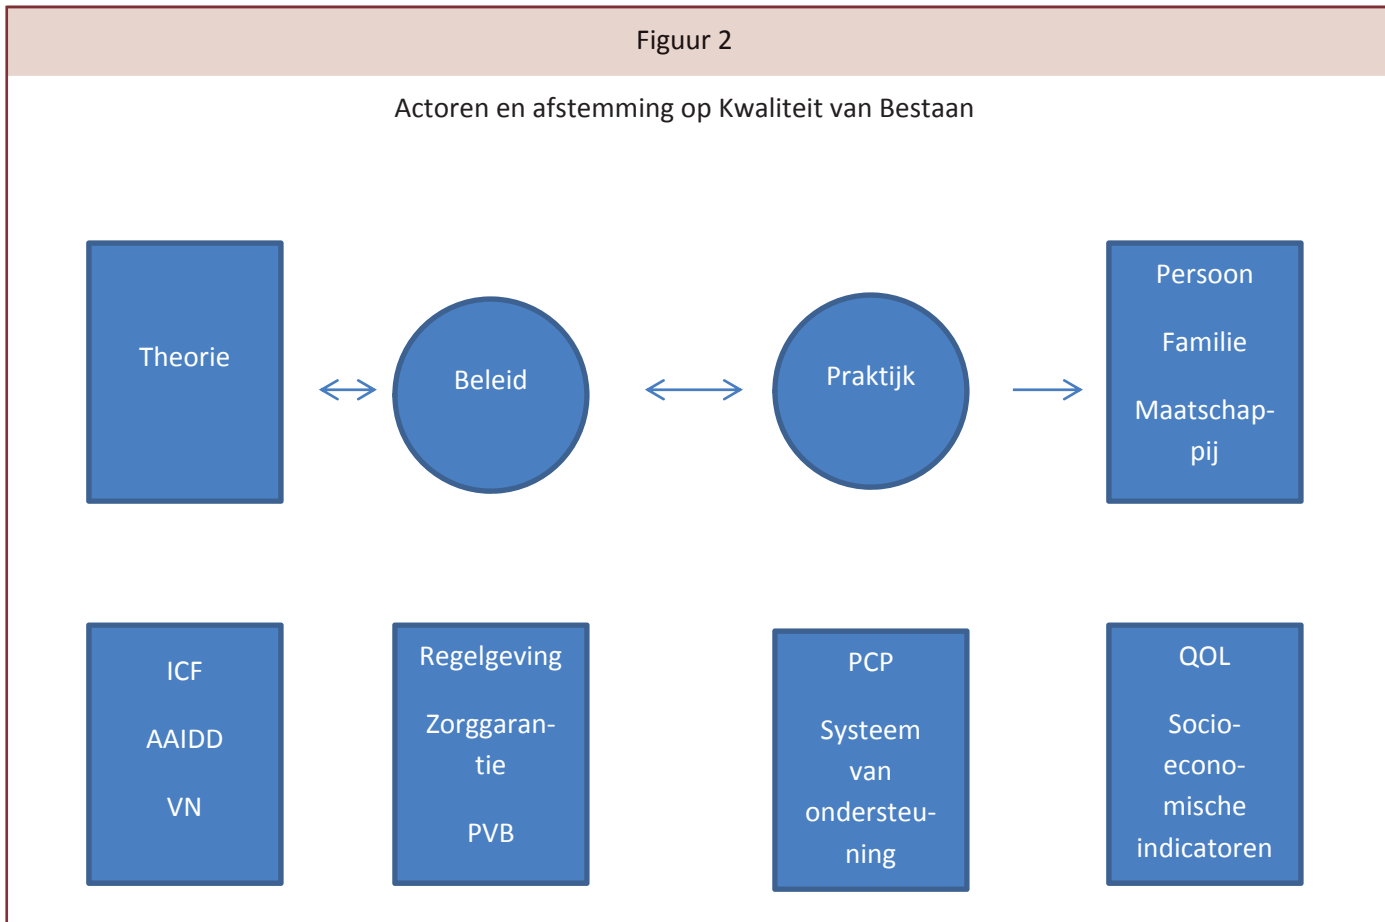 Figuur 2
Actoren en afstemming op Kwaliteit van Bestaan
Theorie
Beleid
Praktijk
Persoon
Familie
Maatschap-
pij
ICF
AAIDD
VN
Regelgeving
Zorggaran-
tie
PVB
PCP
Systeem
van
ondersteu-
ning
QOL
Socio-
econo-
mische
indicatoren